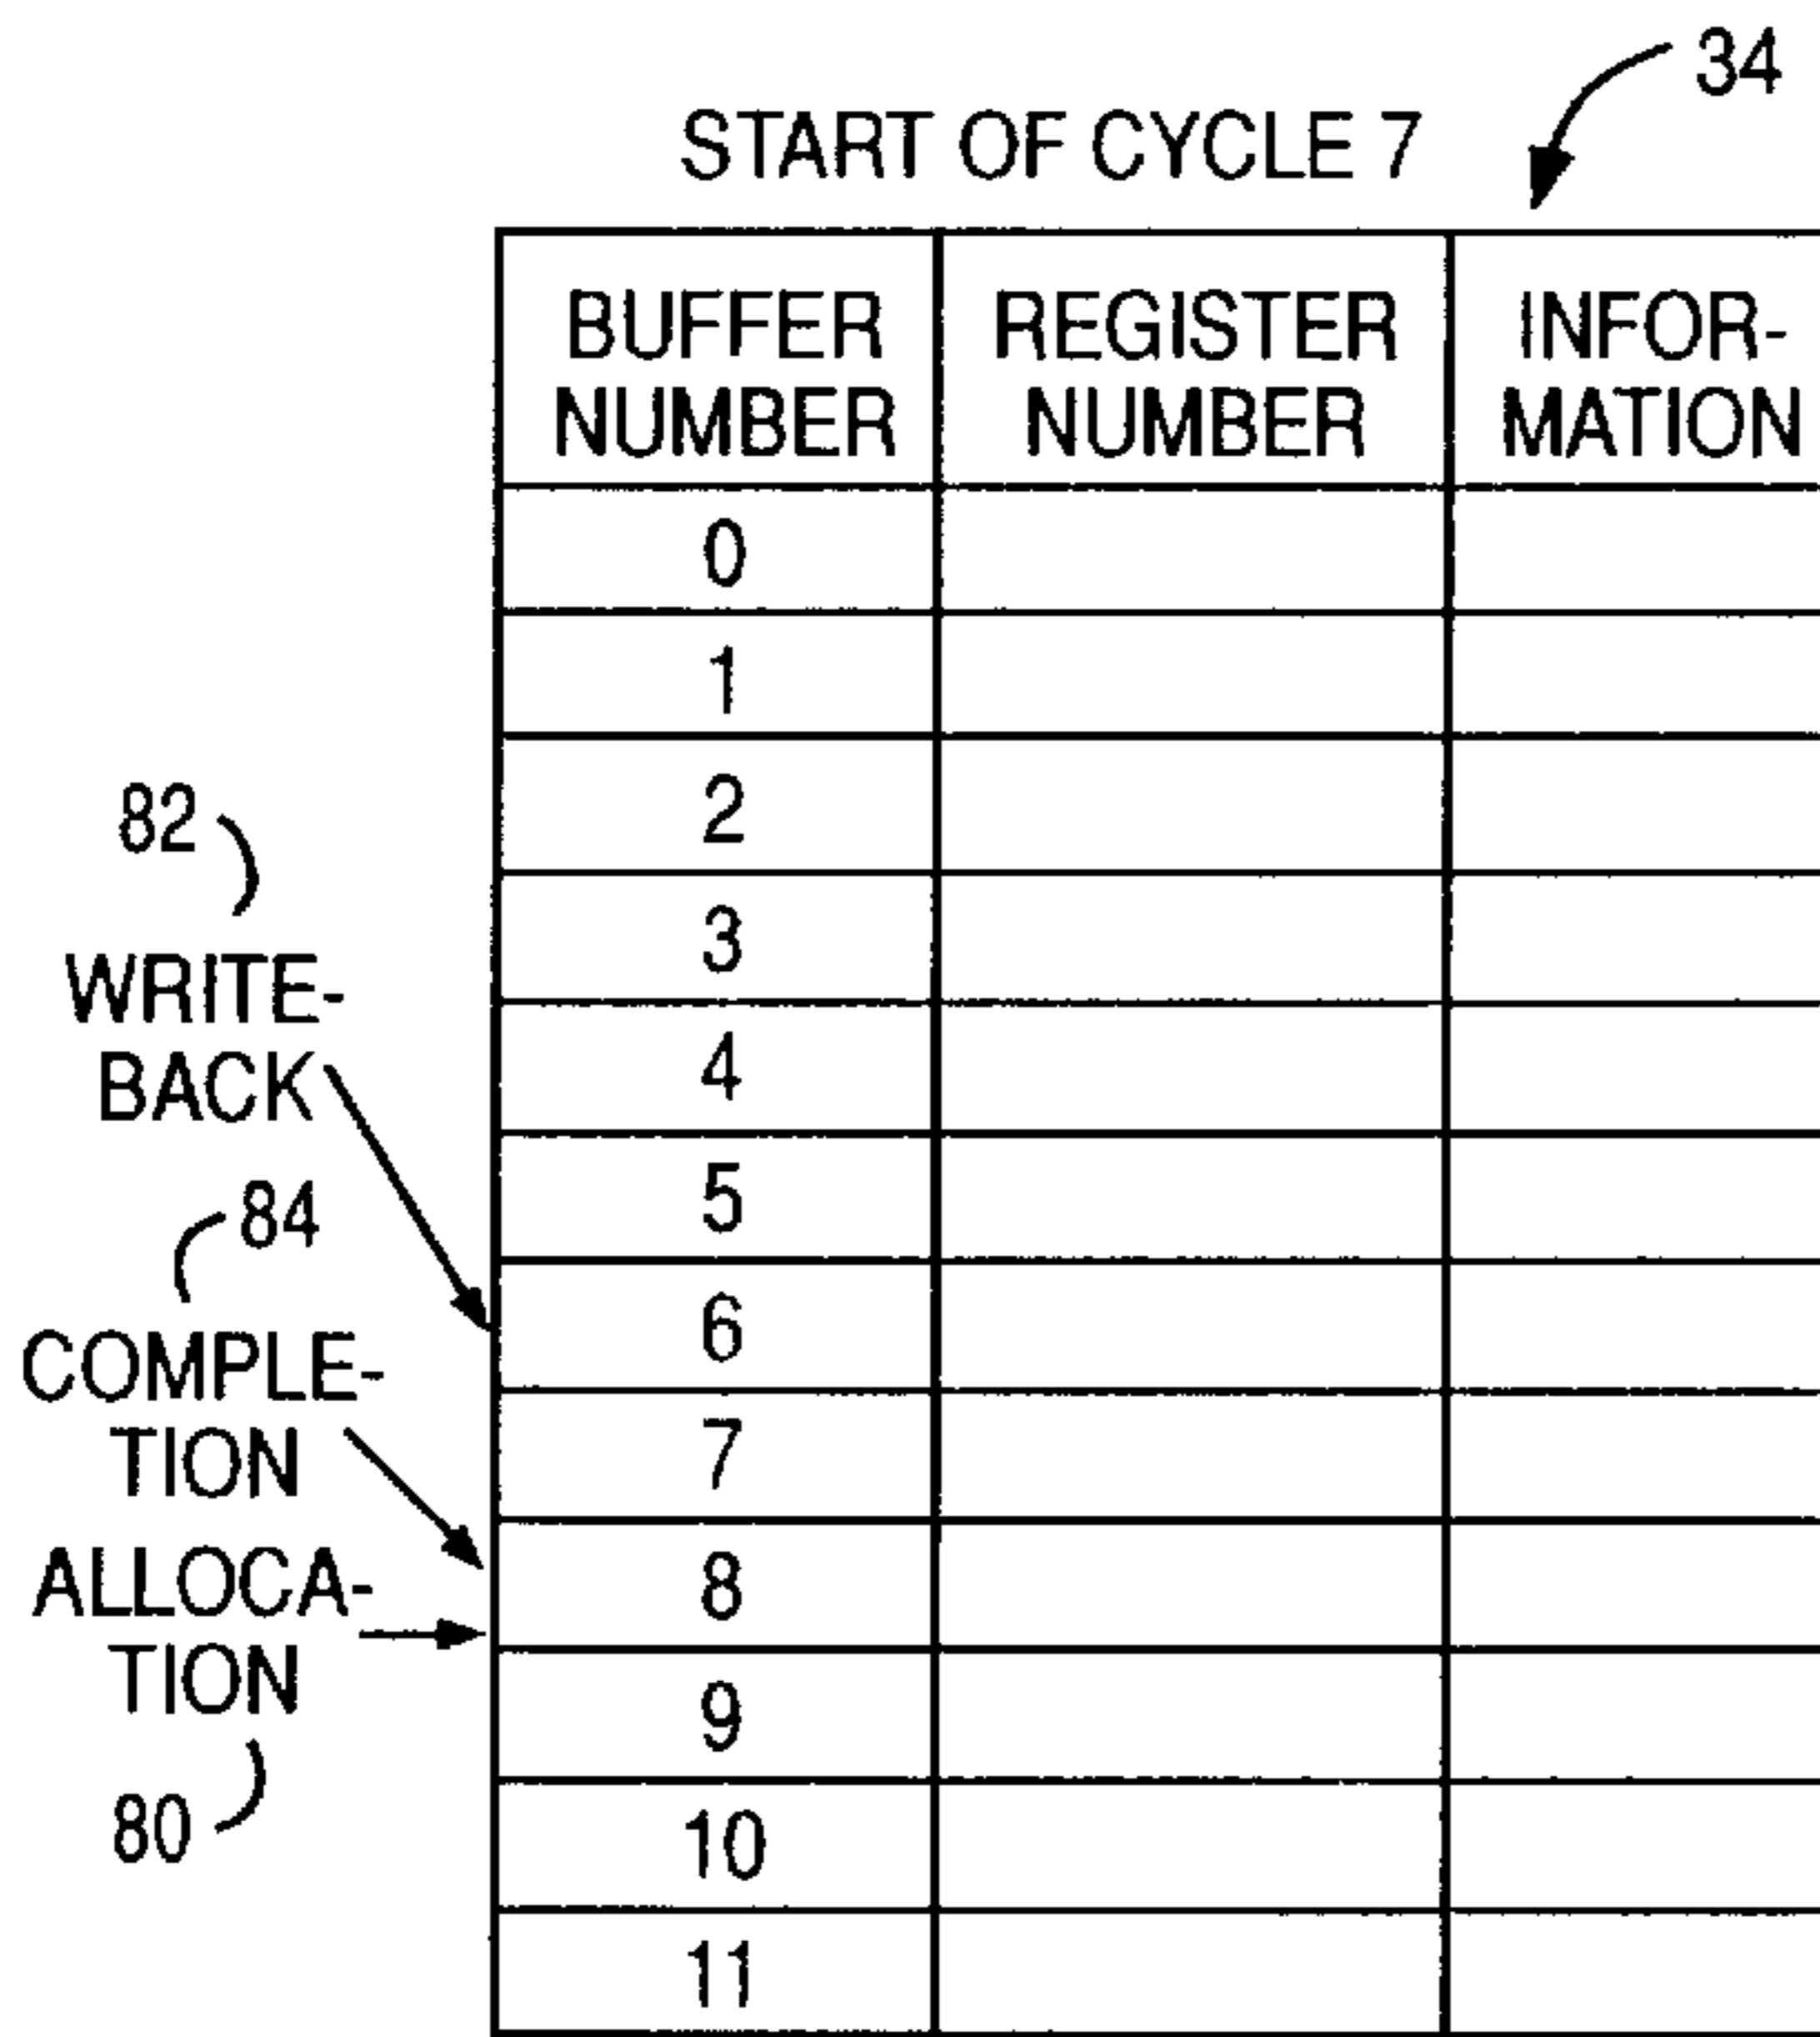 34
START OF CYCLE 7
BUFFER NUMBER REGISTER NUMBER INFOR-MATION
0
1
2
3
4
5
6
7
8
9
10
11
82
WRITE-
BACK
84
COMPLE-
TION
ALLOCA-
TION
80